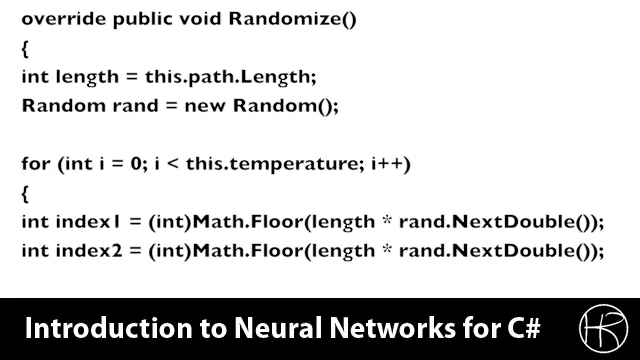 override public void Randomize()
{
int length = this.path.Length;
Random rand = new Random();
for (int i = 0; i < this.temperature; i++)
{
int index1 = (int)Math.Floor(length * rand.NextDouble());
int index2 = (int)Math.Floor(length * rand.NextDouble());
Introduction to Neural Networks for C#